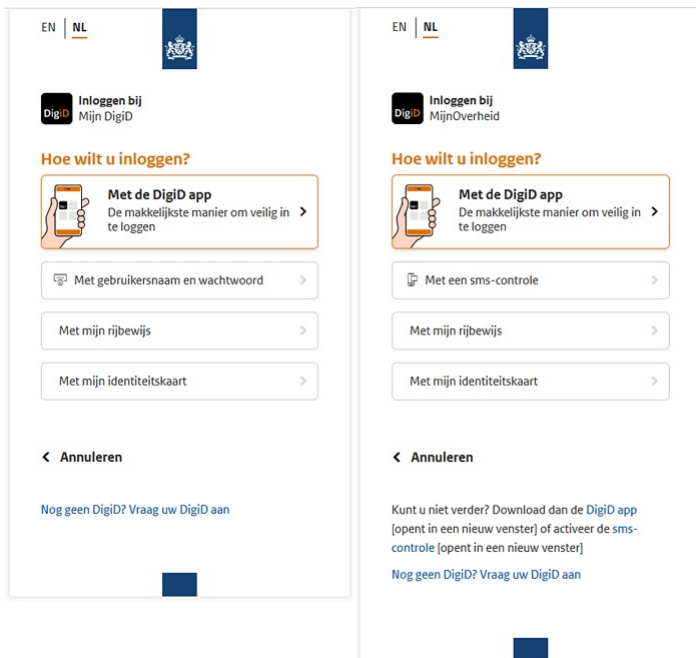 EN | NL
DigiD
Inloggen bij
Mijn DigiD
Hoe wilt u inloggen?
Met de DigiD app
De makkelijkste manier om veilig in
te loggen
Met gebruikersnaam en wachtwoord
Met mijn rijbewijs
Met mijn identiteitskaart
Annuleren
Nog geen DigiD? Vraag uw DigiD aan
EN | NL
DigiD
Inloggen bij
MijnOverheid
Hoe wilt u inloggen?
Met de DigiD app
De makkelijkste manier om veilig in
te loggen
Met een sms-controle
Met mijn rijbewijs
Met mijn identiteitskaart
Annuleren
Kunt u niet verder? Download dan de DigiD app
[opent in een nieuw venster] of activeer de sms-
controle [opent in een nieuw venster]
Nog geen DigiD? Vraag uw DigiD aan